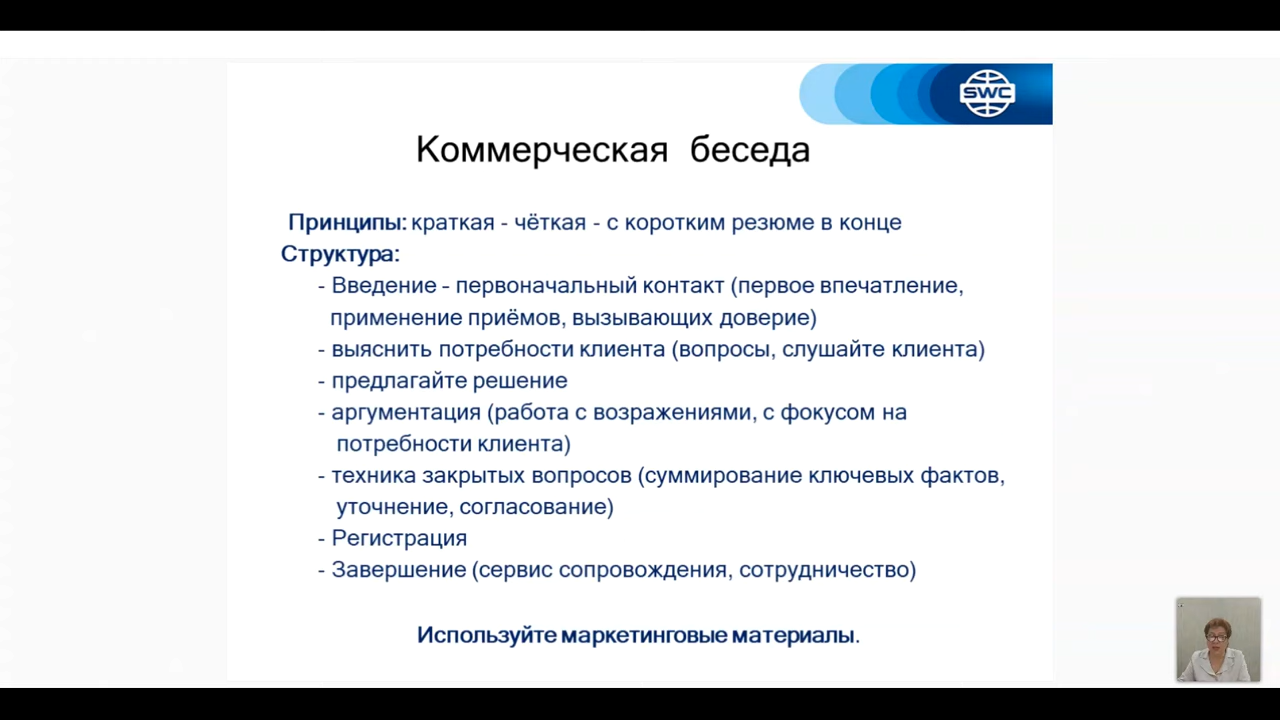 SWC
Коммерческая беседа
Принципы: краткая - чёткая - с коротким резюме в конце
Структура:
- Введение – первоначальный контакт (первое впечатление,
применение приёмов, вызывающих доверие)
- выяснить потребности клиента (вопросы, слушайте клиента)
- предлагайте решение
- аргументация (работа с возражениями, с фокусом на
потребности клиента)
- техника закрытых вопросов (суммирование ключевых фактов,
уточнение, согласование)
- Регистрация
- Завершение (сервис сопровождения, сотрудничество)
Используйте маркетинговые материалы.